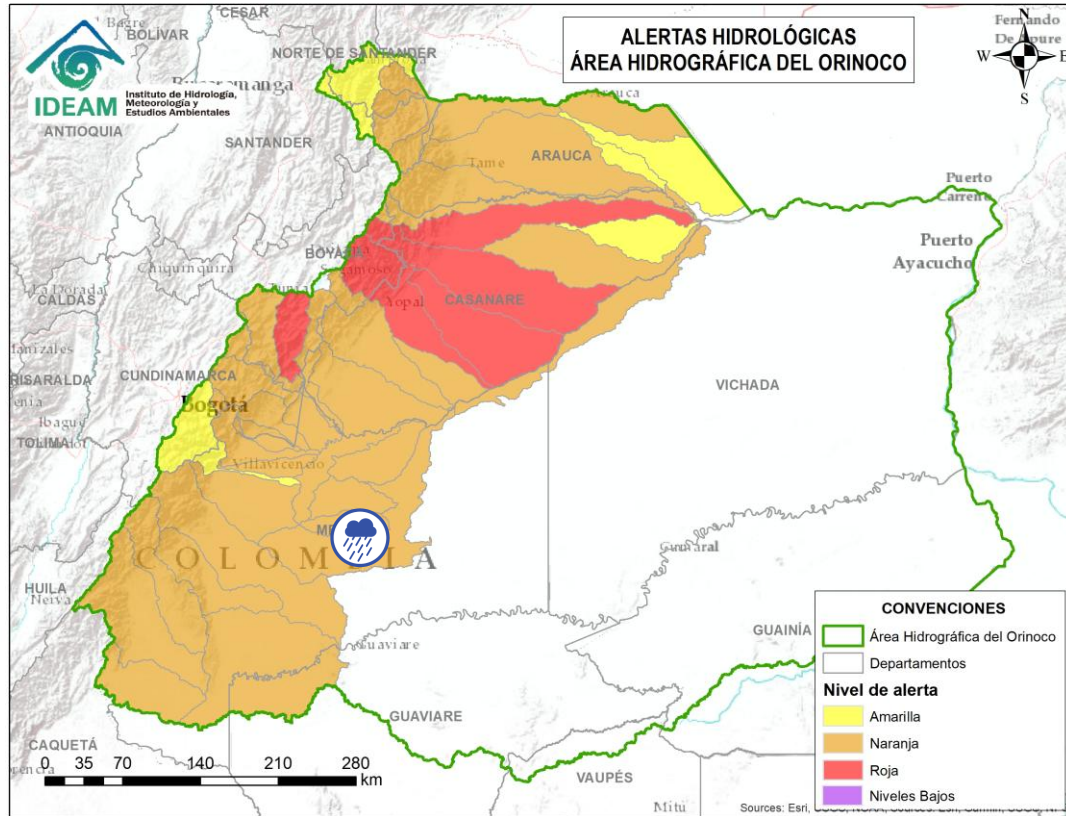 ALERTAS HIDROLÓGICAS
ÁREA HIDROGRÁFICA DEL ORINOCO
N
W
E
S
IDEAM
Instituto de Hidrología,
Meteorología y
Estudios Ambientales
CESAR
BOLÍVAR
NORTE DE SANTANDER
ANTIOQUIA
SANTANDER
Tame
ARAUCA
Puerto
Carreño
Puerto
Ayacucho
BOYACÁ
Chiquinquira
La Dorada
CALDAS
Yopal
CASANARE
RISARALDA
CUNDINAMARCA
VICHADA
Bogotá
Ibagué
TOLIMA
Villavicencio
COLOMBIA
HUILA
Neiva
Guaviare
GUAINÍA
GUAVIARE
CAQUETÁ
VAUPÉS
Mitú
0 35 70 140 210 280
km
CONVENCIONES
Área Hidrográfica del Orinoco
Departamentos
Nivel de alerta
Amarilla
Naranja
Roja
Niveles Bajos
Sources: Esri,